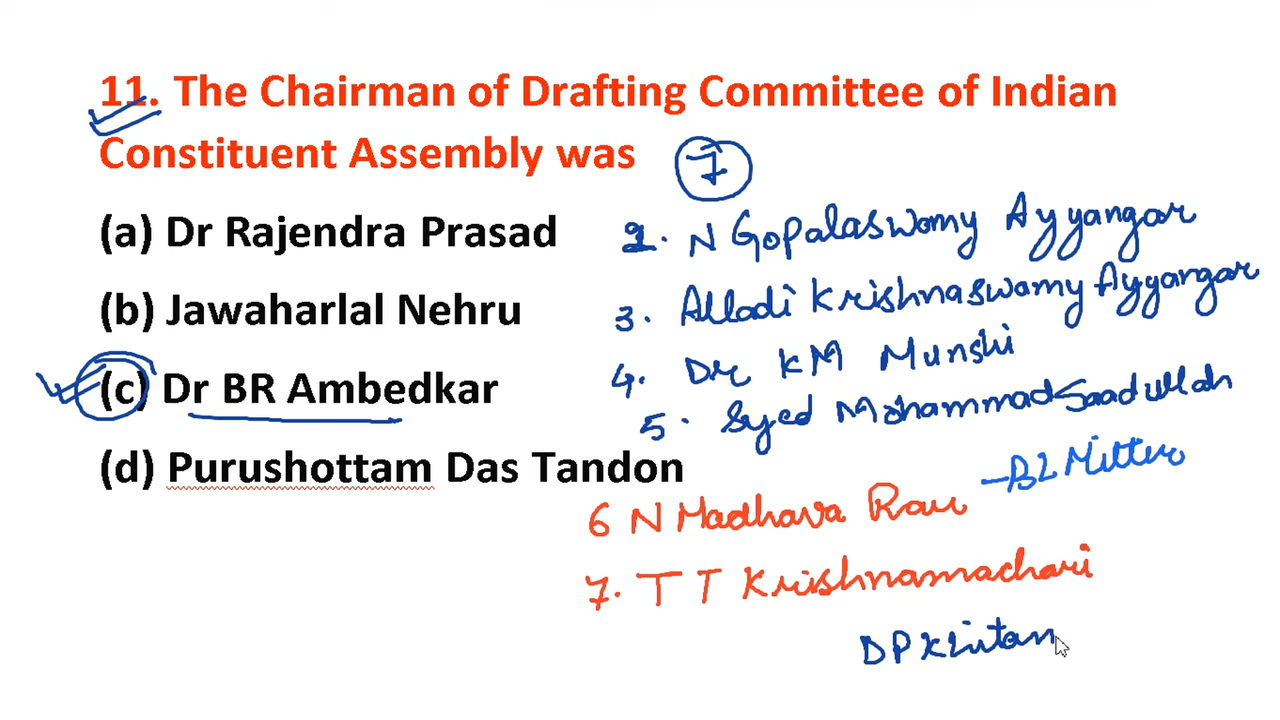 11. The Chairman of Drafting Committee of Indian
Constituent Assembly was
7
(a) Dr Rajendra Prasad
2. N Gopalaswamy Ayyangar
(b) Jawaharlal Nehru
3. Alladi Krishnaswamy Ayyangar
4. Dr KM Munshi
(c) Dr BR Ambedkar
5. Syed Mohammad Saadullah
(d) Purushottam Das Tandon
- BL Mitter
6 N Madhava Rau
7. T T Krishnamachari
D P Khitan